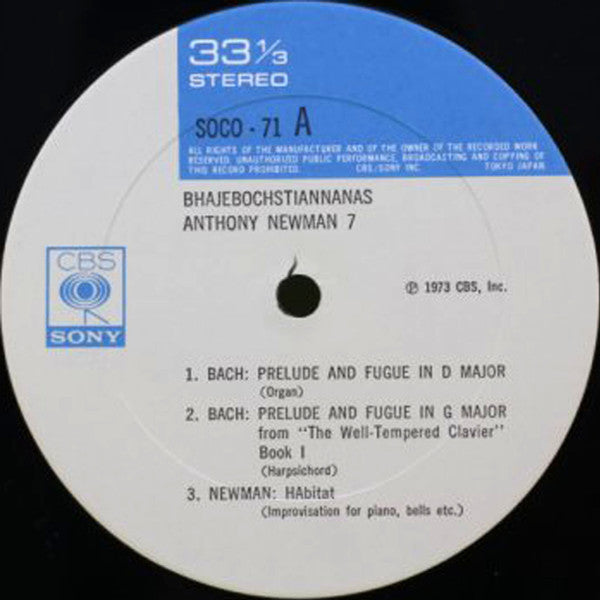 33 1/3
STEREO
SOCO · 71 A
ALL RIGHTS OF THE MANUFACTURER AND OF THE OWNER OF THE RECORDED WORK
RESERVED. UNAUTHORIZED PUBLIC PERFORMANCE, BROADCASTING AND COPYING OF
THIS RECORD PROHIBITED. CBS/SONY INC. TOKYO JAPAN
BHAJEBOCHSTIANNANAS
ANTHONY NEWMAN 7
CBS
SONY
℗ 1973 CBS, Inc.
1. BACH: PRELUDE AND FUGUE IN D MAJOR
(Organ)
2. BACH: PRELUDE AND FUGUE IN G MAJOR
from "The Well-Tempered Clavier"
Book I
(Harpsichord)
3. NEWMAN: HAbitat
(Improvisation for piano, bells etc.)